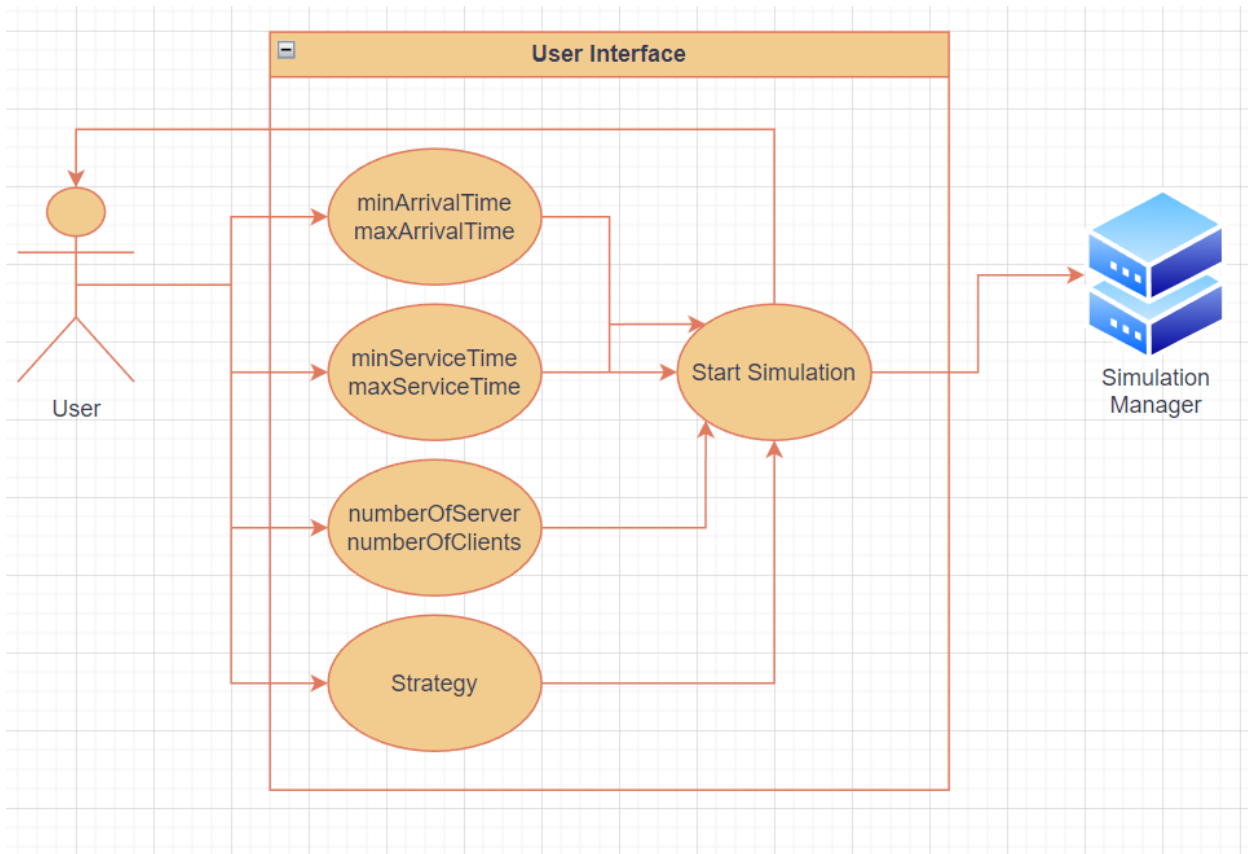 User Interface
minArrivalTime
maxArrivalTime
minServiceTime
maxServiceTime
Start Simulation
Simulation
Manager
User
numberOfServer
numberOfClients
Strategy